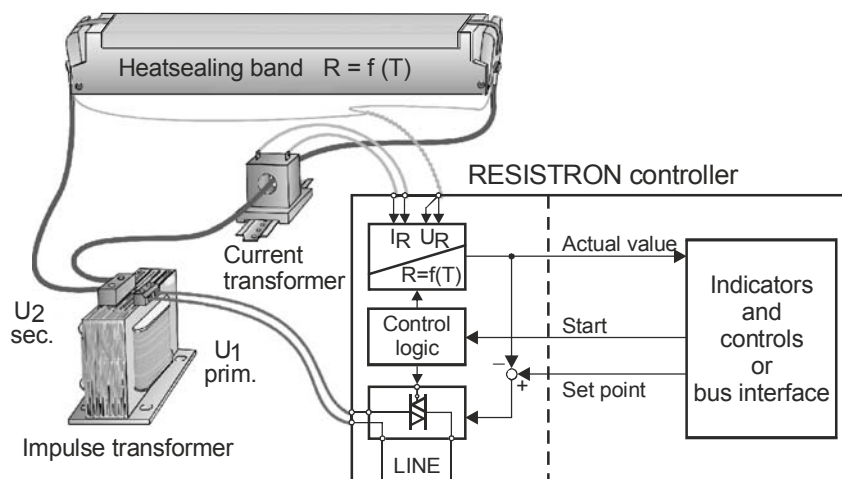 Heatsealing band R = f (T)
RESISTRON controller
Current
transformer
IR UR
R=f(T)
Actual value
Indicators
and
controls
or
bus interface
Control
logic
Start
Set point
–
+
U2
sec.
U1
prim.
Impulse transformer
LINE